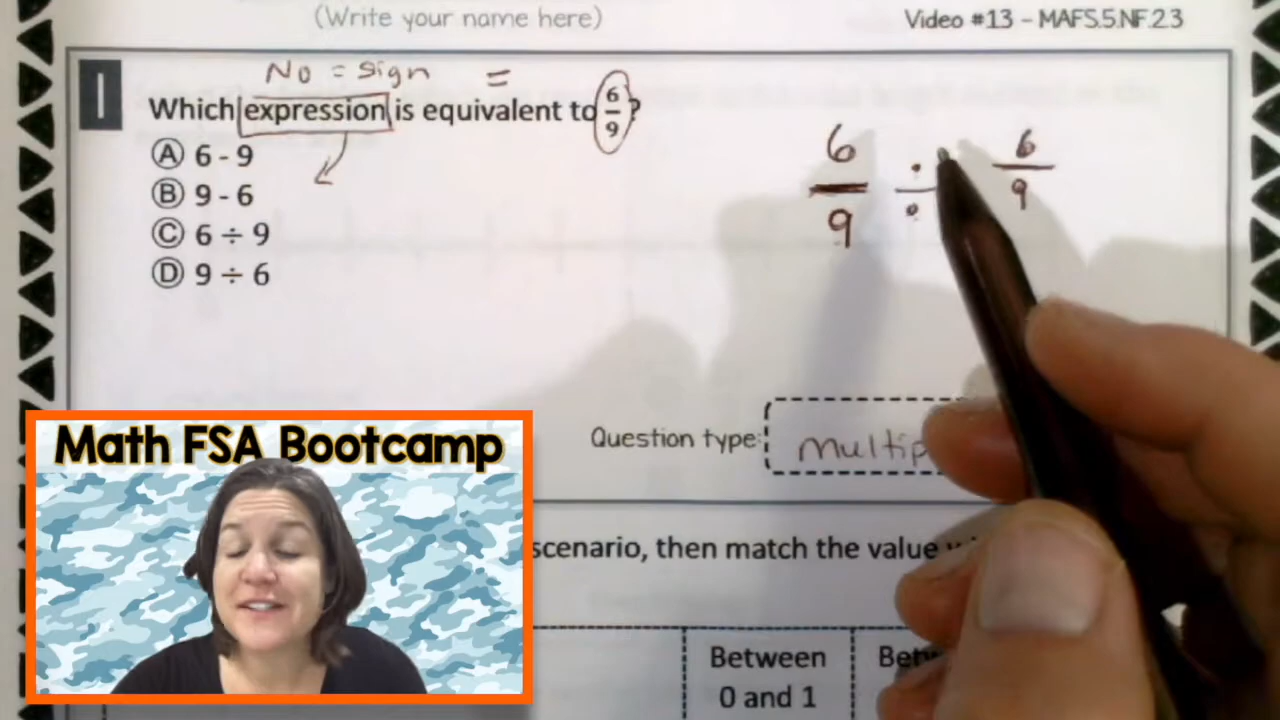 (Write your name here)
Video #13 - MAFS.5.NF.2.3
1
No = sign =
Which expression is equivalent to 6/9?
Ⓐ 6 - 9
Ⓑ 9 - 6
Ⓒ 6 ÷ 9
Ⓓ 9 ÷ 6
6/9 ÷ 6/9
Question type: multip
Math FSA Bootcamp
scenario, then match the value
Between
0 and 1